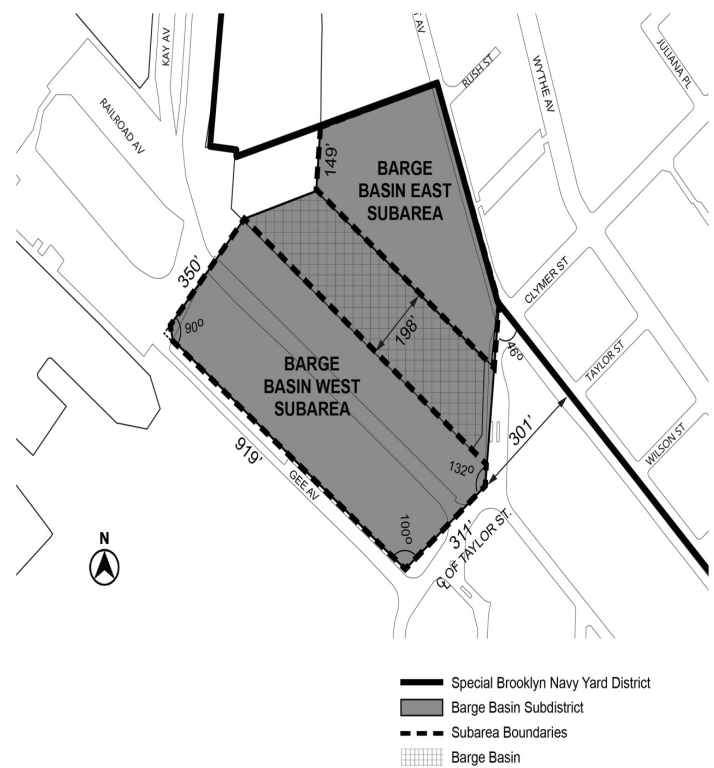 KAY AV
AV
RUSH ST
WYTHE AV
JULIANA PL
RAILROAD AV
149'
BARGE
BASIN EAST
SUBAREA
350'
90º
CLYMER ST
198'
46º
TAYLOR ST
BARGE
BASIN WEST
SUBAREA
301'
WILSON ST
919'
GEE AV
132º
100º
311'
℄ OF TAYLOR ST.
N
Special Brooklyn Navy Yard District
Barge Basin Subdistrict
Subarea Boundaries
Barge Basin